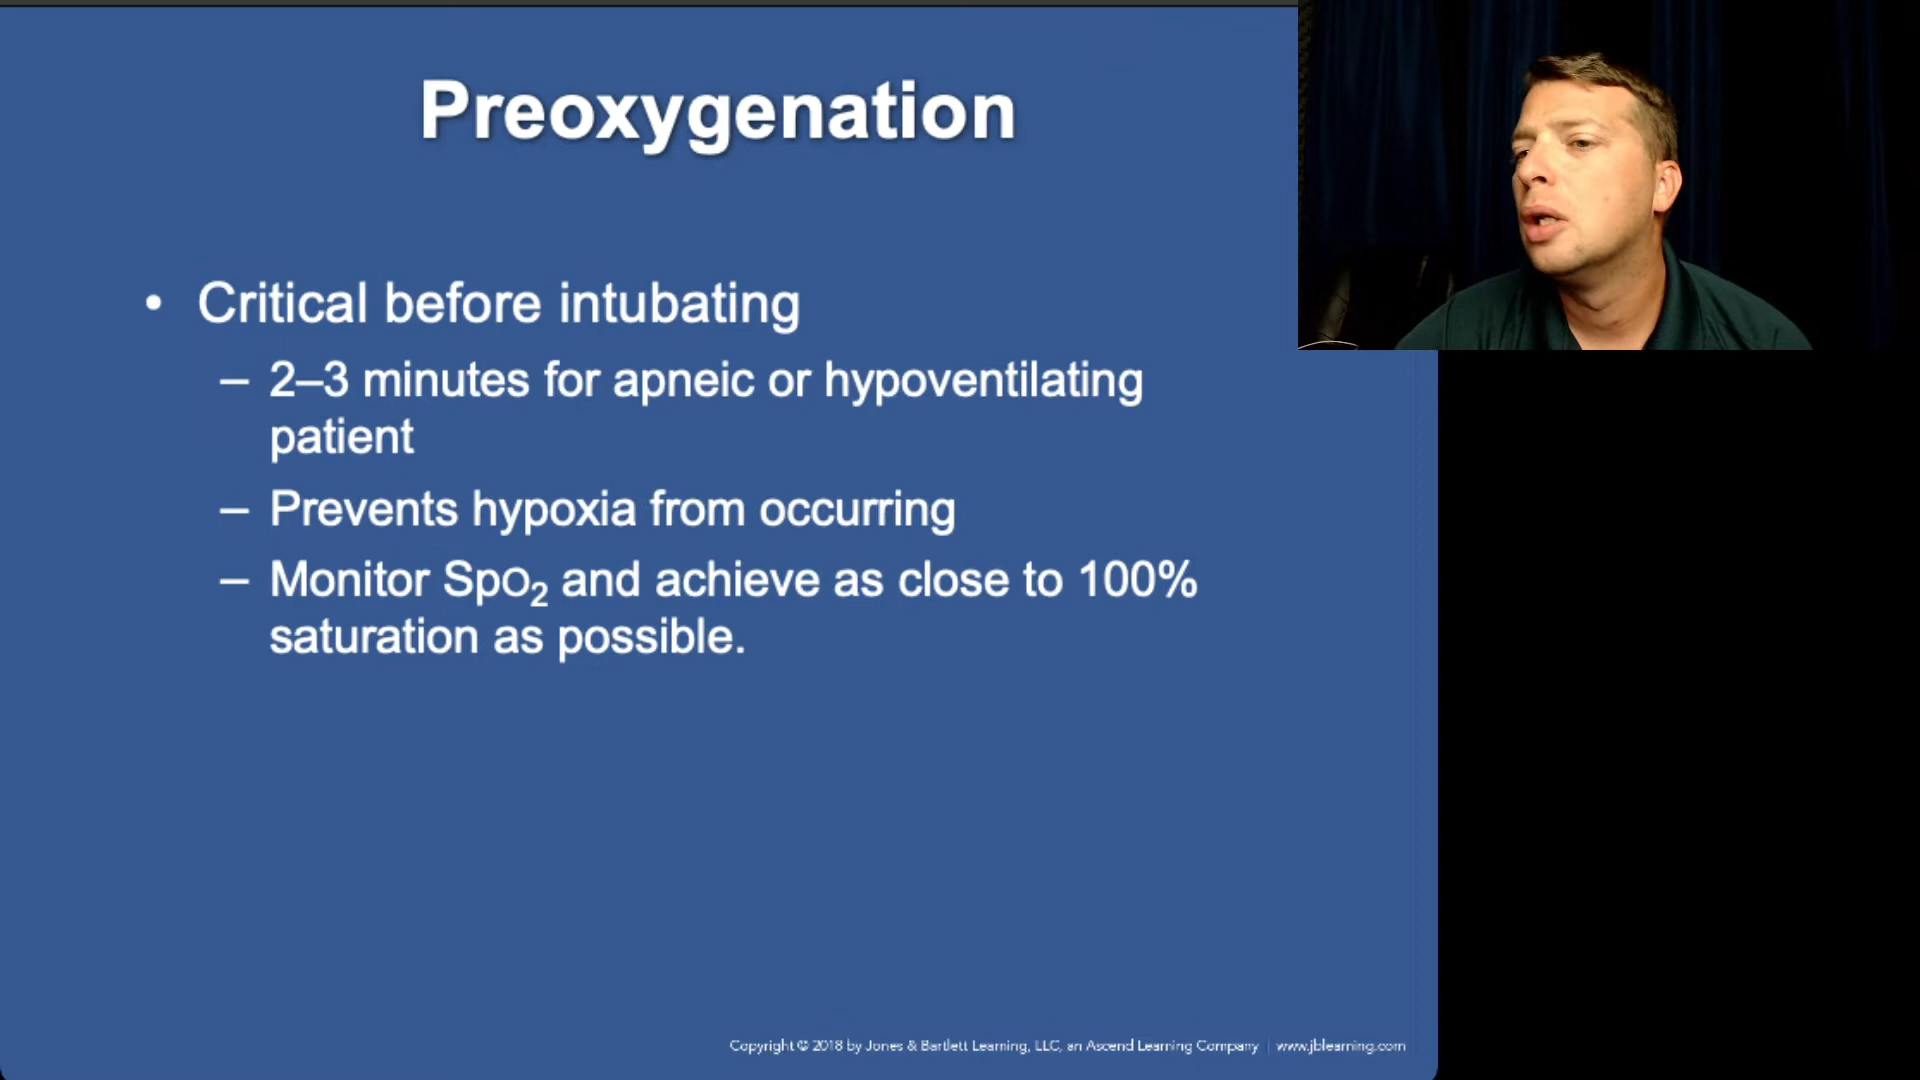 Preoxygenation
• Critical before intubating
– 2–3 minutes for apneic or hypoventilating
patient
– Prevents hypoxia from occurring
– Monitor SpO₂ and achieve as close to 100%
saturation as possible.
Copyright © 2018 by Jones & Bartlett Learning, LLC, an Ascend Learning Company | www.jblearning.com